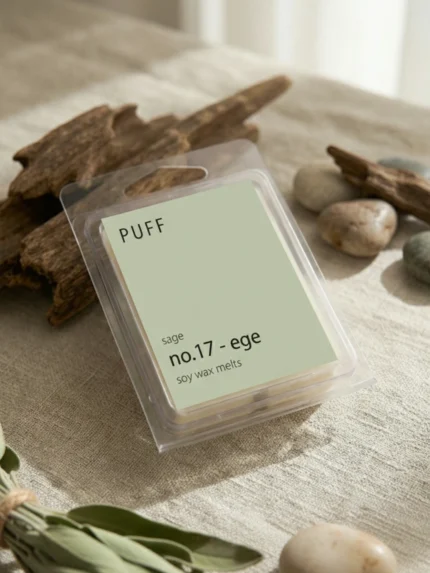 PUFF
sage
no.17 - ege
soy wax melts